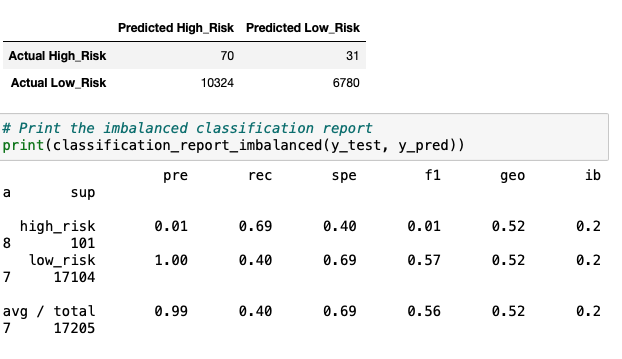 Predicted High_Risk Predicted Low_Risk
Actual High_Risk 70 31
Actual Low_Risk 10324 6780
# Print the imbalanced classification report
print(classification_report_imbalanced(y_test, y_pred))
pre rec spe f1 geo ib
a sup
high_risk 0.01 0.69 0.40 0.01 0.52 0.2
8 101
low_risk 1.00 0.40 0.69 0.57 0.52 0.2
7 17104
avg / total 0.99 0.40 0.69 0.56 0.52 0.2
7 17205